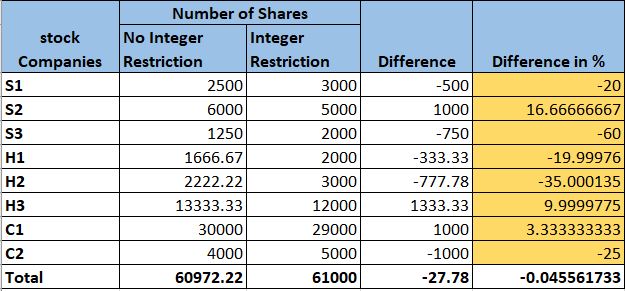 Number of Shares
stock Companies No Integer Restriction Integer Restriction Difference Difference in %
S1 2500 3000 -500 -20
S2 6000 5000 1000 16.66666667
S3 1250 2000 -750 -60
H1 1666.67 2000 -333.33 -19.99976
H2 2222.22 3000 -777.78 -35.000135
H3 13333.33 12000 1333.33 9.9999775
C1 30000 29000 1000 3.333333333
C2 4000 5000 -1000 -25
Total 60972.22 61000 -27.78 -0.045561733